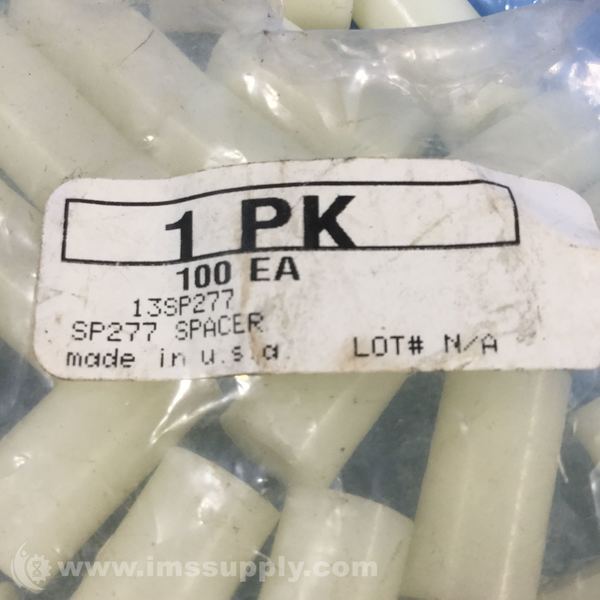 1 PK
100 EA
13SP277
SP277 SPACER
made in u.s.a
LOT# N/A
www.imssupply.com